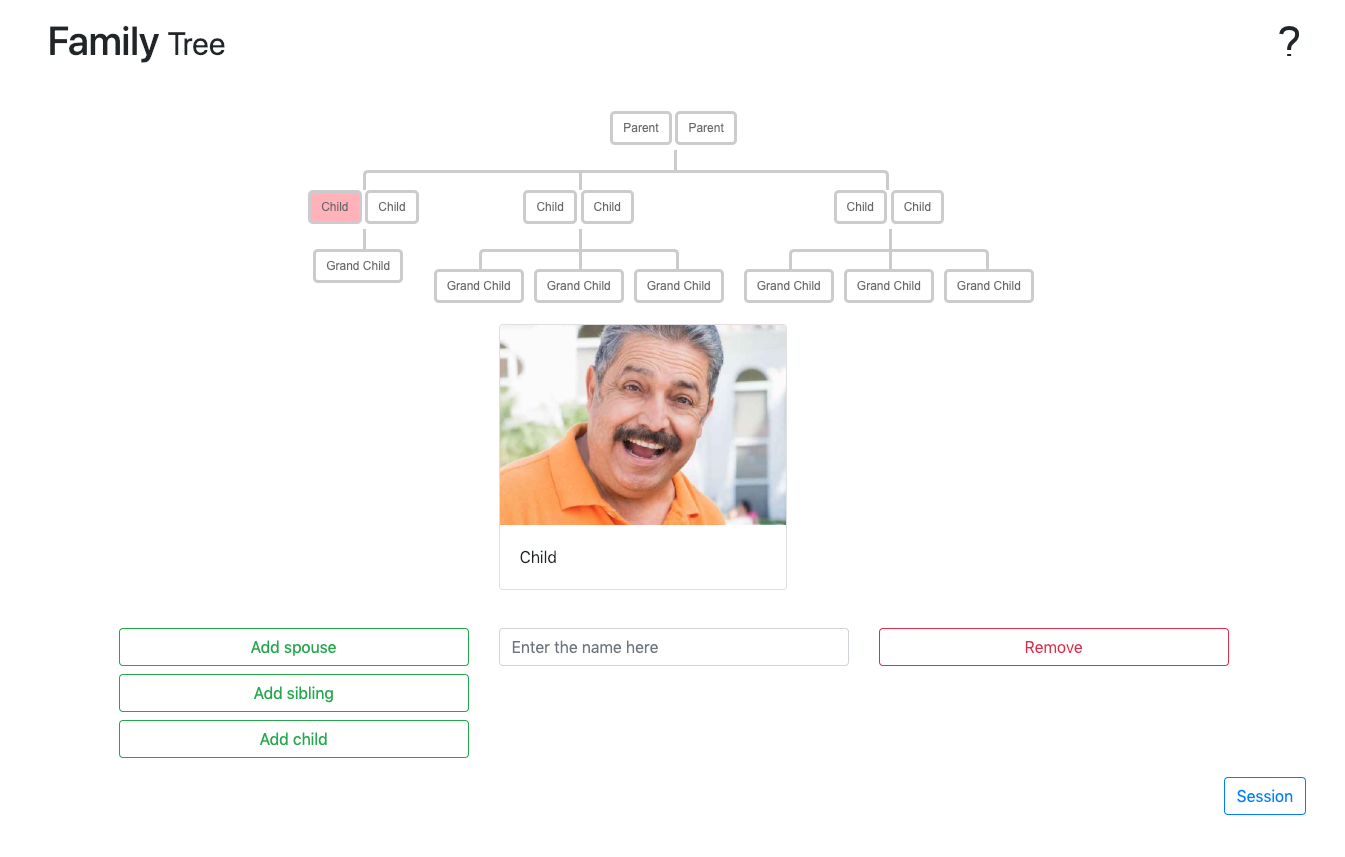 Family Tree
?
Parent Parent
Child Child Child Child Child Child
Grand Child
Grand Child Grand Child Grand Child Grand Child Grand Child Grand Child
Child
Add spouse
Enter the name here
Remove
Add sibling
Add child
Session